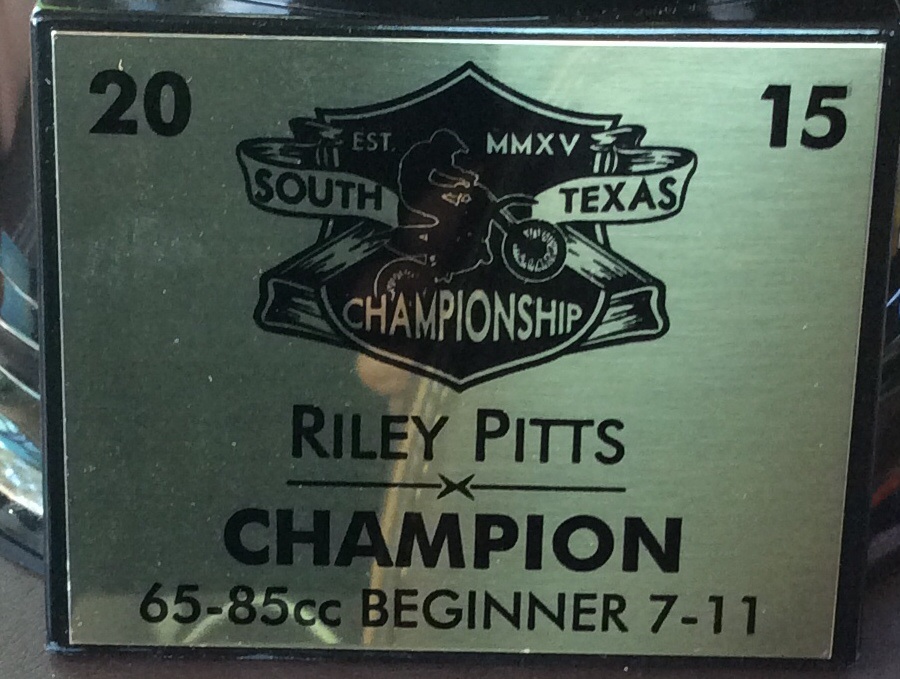 20 15
EST. MMXV
SOUTH TEXAS
CHAMPIONSHIP
RILEY PITTS
CHAMPION
65-85cc BEGINNER 7-11